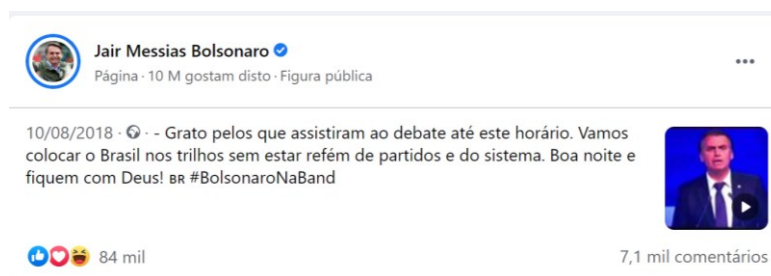 Jair Messias Bolsonaro
Página · 10 M gostam disto · Figura pública
10/08/2018 · - Grato pelos que assistiram ao debate até este horário. Vamos
colocar o Brasil nos trilhos sem estar refém de partidos e do sistema. Boa noite e
fiquem com Deus! BR #BolsonaroNaBand
84 mil
7,1 mil comentários